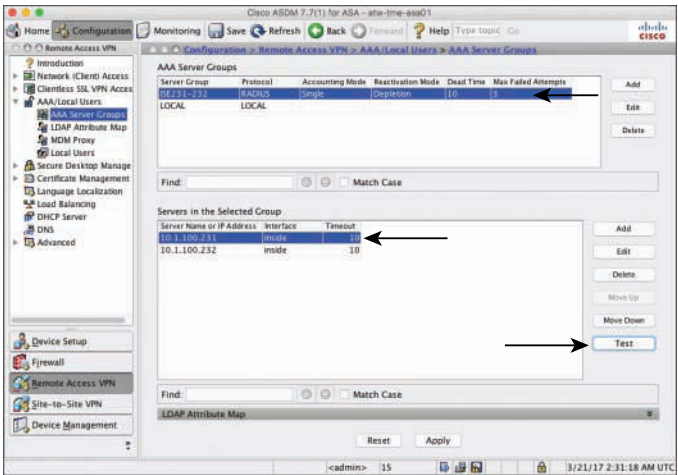 Cisco ASDM 7.7(1) for ASA - atw-tme-asa01
Home Configuration Monitoring Save Refresh Back Forward Help Type topic Go
CISCO
Remote Access VPN
Configuration > Remote Access VPN > AAA/Local Users > AAA Server Groups
Introduction
Network (Client) Access
Clientless SSL VPN Acces
AAA/Local Users
AAA Server Groups
LDAP Attribute Map
MDM Proxy
Local Users
Secure Desktop Manage
Certificate Management
Language Localization
Load Balancing
DHCP Server
DNS
Advanced
Device Setup
Firewall
Remote Access VPN
Site-to-Site VPN
Device Management
AAA Server Groups
Server Group Protocol Accounting Mode Reactivation Mode Dead Time Max Failed Attempts
ISE231-232 RADIUS Single Depletion 10 3
LOCAL LOCAL
Add
Edit
Delete
Find: Match Case
Servers in the Selected Group
Server Name or IP Address Interface Timeout
10.1.100.231 inside 10
10.1.100.232 inside 10
Add
Edit
Delete
Move Up
Move Down
Test
Find: Match Case
LDAP Attribute Map
Reset Apply
<admin> 15 3/21/17 2:31:18 AM UTC